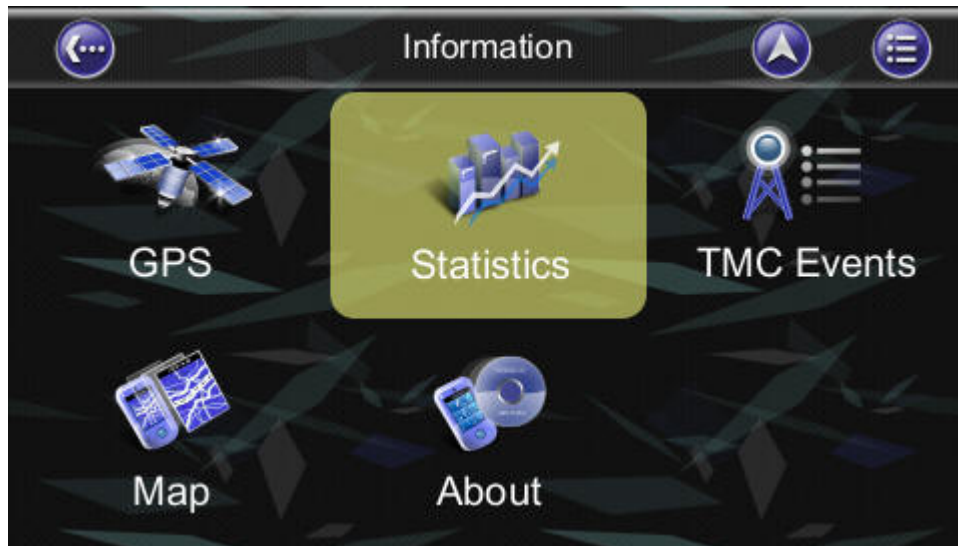 Information
GPS
Statistics
TMC Events
Map
About